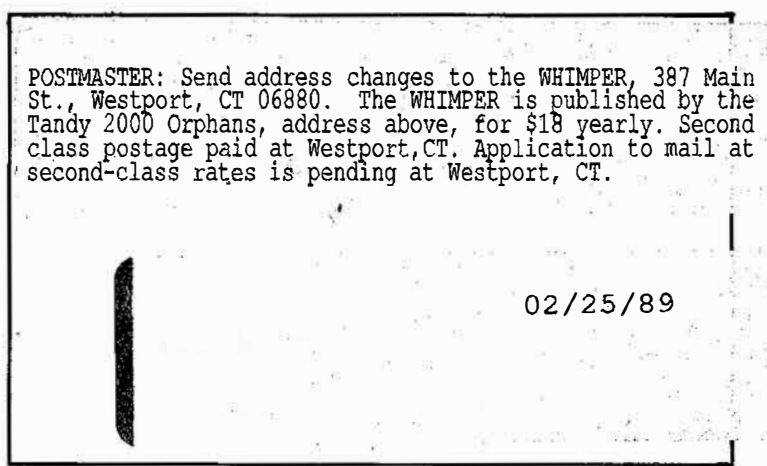 POSTMASTER: Send address changes to the WHIMPER, 387 Main
St., Westport, CT 06880. The WHIMPER is published by the
Tandy 2000 Orphans, address above, for $18 yearly. Second
class postage paid at Westport,CT. Application to mail at
second-class rates is pending at Westport, CT.
02/25/89